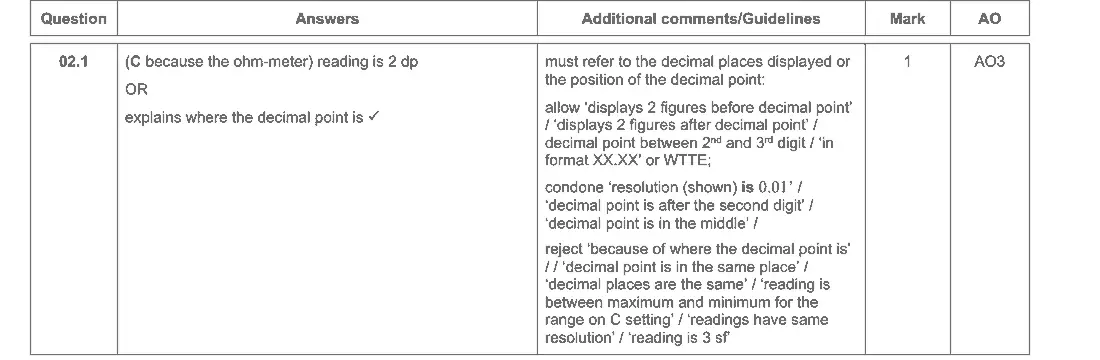 Question Answers Additional comments/Guidelines Mark AO
02.1 (C because the ohm-meter) reading is 2 dp
OR
explains where the decimal point is ✓
must refer to the decimal places displayed or
the position of the decimal point:
allow ‘displays 2 figures before decimal point’
/ ‘displays 2 figures after decimal point’ /
decimal point between 2nd and 3rd digit / ‘in
format XX.XX’ or WTTE;
condone ‘resolution (shown) is 0.01’ /
‘decimal point is after the second digit’ /
‘decimal point is in the middle’ /
reject ‘because of where the decimal point is’
/ / ‘decimal point is in the same place’ /
‘decimal places are the same’ / ‘reading is
between maximum and minimum for the
range on C setting’ / ‘readings have same
resolution’ / ‘reading is 3 sf’
1 AO3